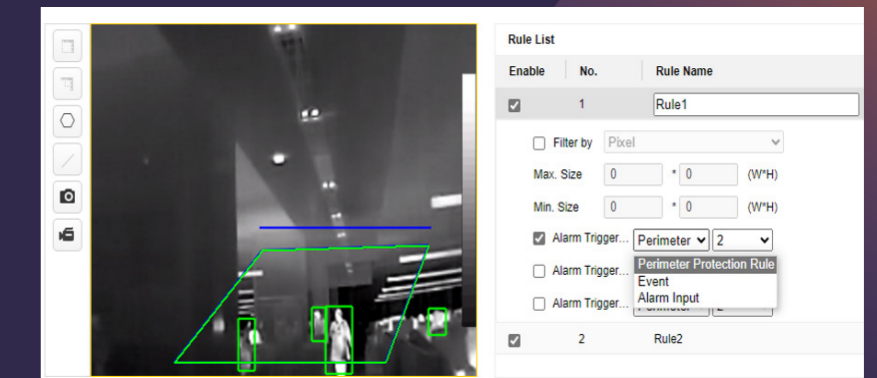 Rule List
Enable No. Rule Name
1 Rule1
Filter by Pixel
Max. Size 0 * 0 (W*H)
Min. Size 0 * 0 (W*H)
Alarm Trigger... Perimeter 2
Perimeter Protection Rule
Alarm Trigger...
Event
Alarm Input
Alarm Trigger...
2 Rule2